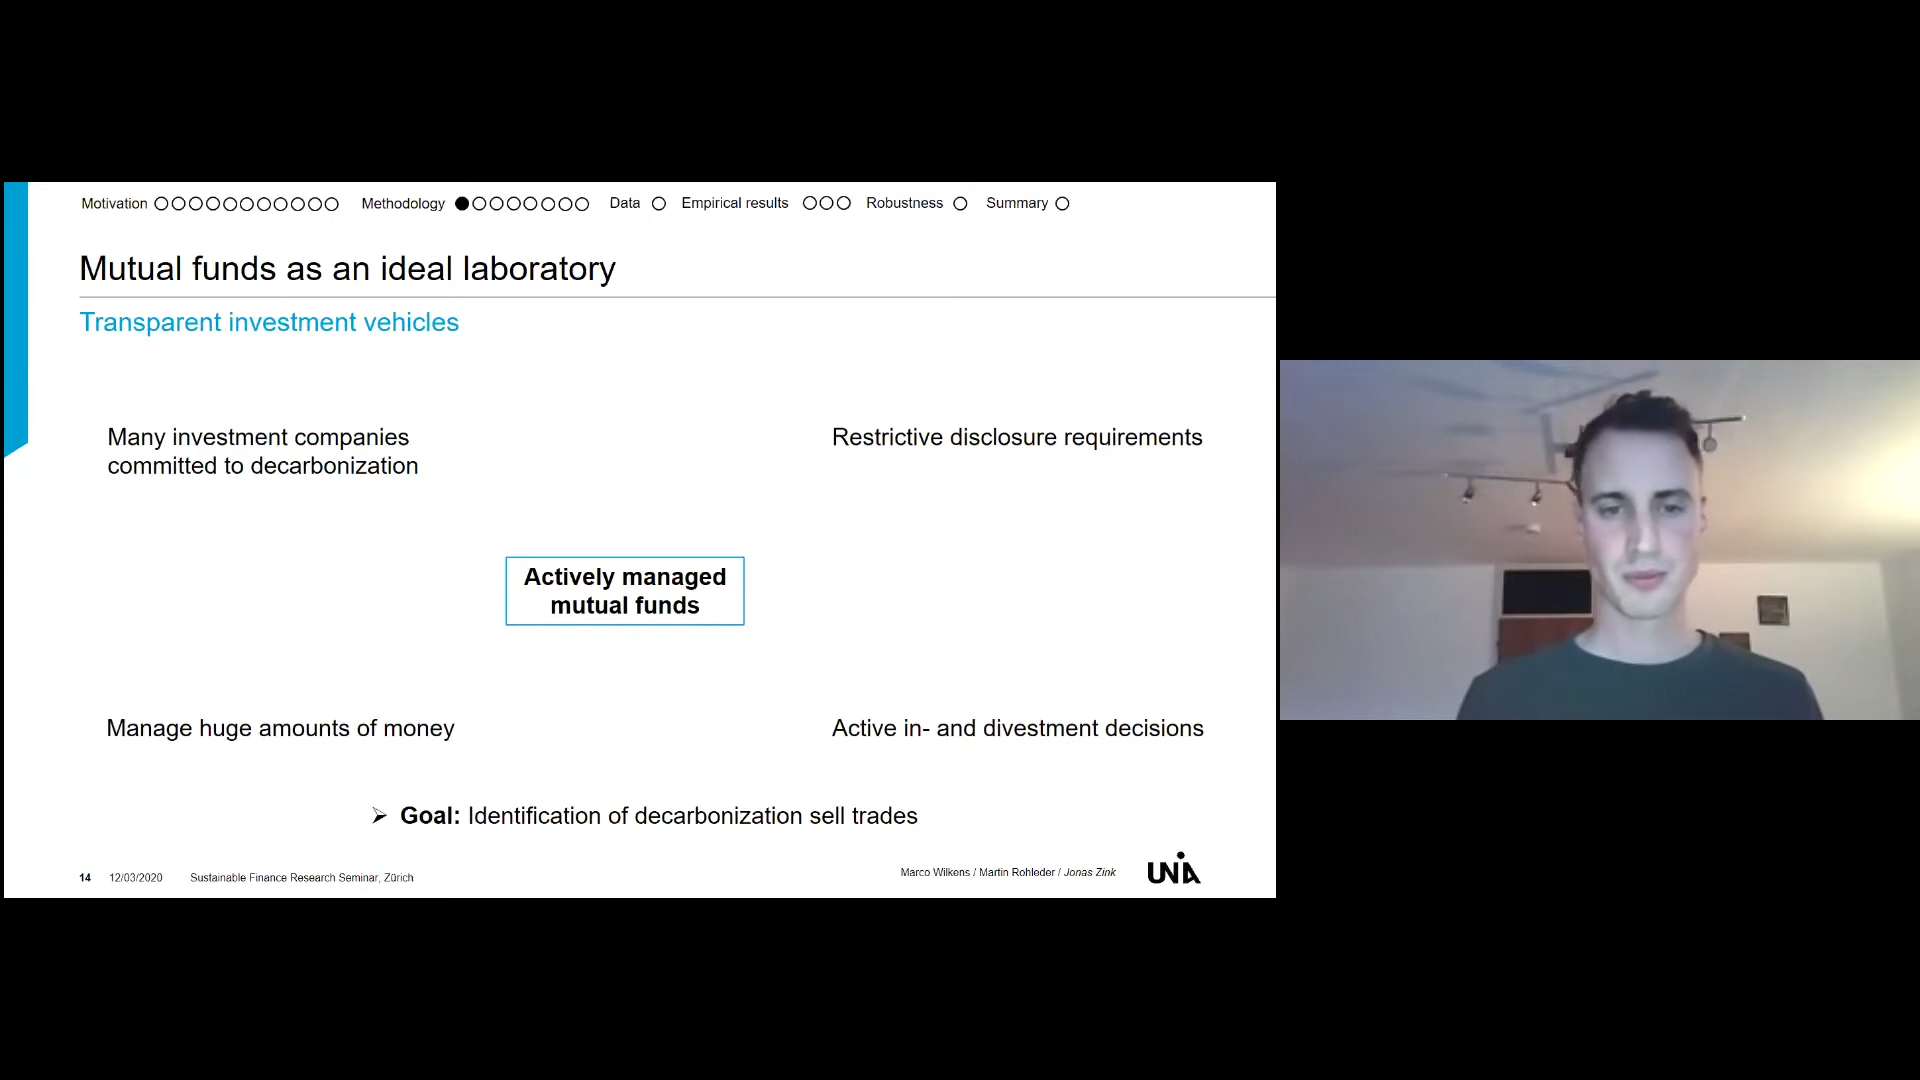 Motivation Methodology Data Empirical results Robustness Summary
Mutual funds as an ideal laboratory
Transparent investment vehicles
Many investment companies
committed to decarbonization
Restrictive disclosure requirements
Actively managed
mutual funds
Manage huge amounts of money
Active in- and divestment decisions
Goal: Identification of decarbonization sell trades
14 12/03/2020 Sustainable Finance Research Seminar, Zürich
Marco Wilkens / Martin Rohleder / Jonas Zink
UNIA